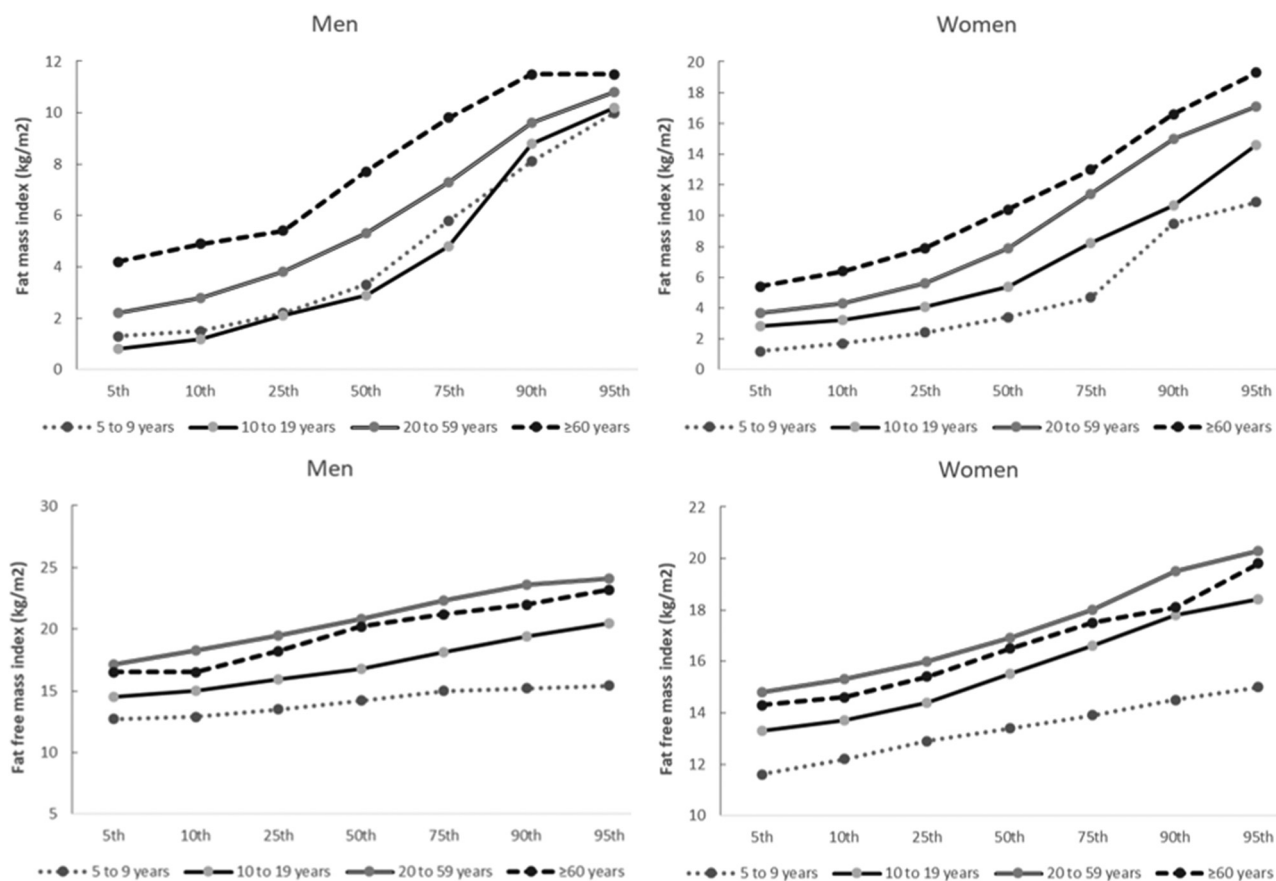 Men
Fat mass index (kg/m2)
12
10
8
6
4
2
0
5th 10th 25th 50th 75th 90th 95th
5 to 9 years 10 to 19 years 20 to 59 years ≥60 years
Women
Fat mass index (kg/m2)
20
18
16
14
12
10
8
6
4
2
0
5th 10th 25th 50th 75th 90th 95th
5 to 9 years 10 to 19 years 20 to 59 years ≥60 years
Men
Fat free mass index (kg/m2)
30
25
20
15
10
5
5th 10th 25th 50th 75th 90th 95th
5 to 9 years 10 to 19 years 20 to 59 years ≥60 years
Women
Fat free mass index (kg/m2)
22
20
18
16
14
12
10
5th 10th 25th 50th 75th 90th 95th
5 to 9 years 10 to 19 years 20 to 59 years ≥60 years